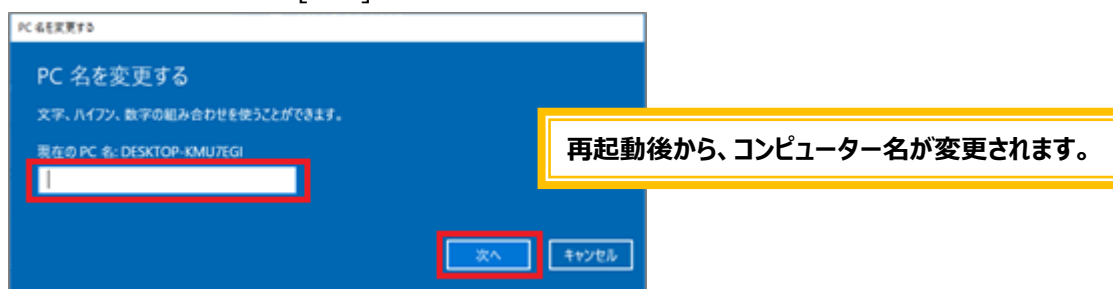 PC 名を変更する
PC 名を変更する
文字、ハイフン、数字の組み合わせを使うことができます。
現在の PC 名: DESKTOP-KMU7EGI
再起動後から、コンピューター名が変更されます。
次へ
キャンセル